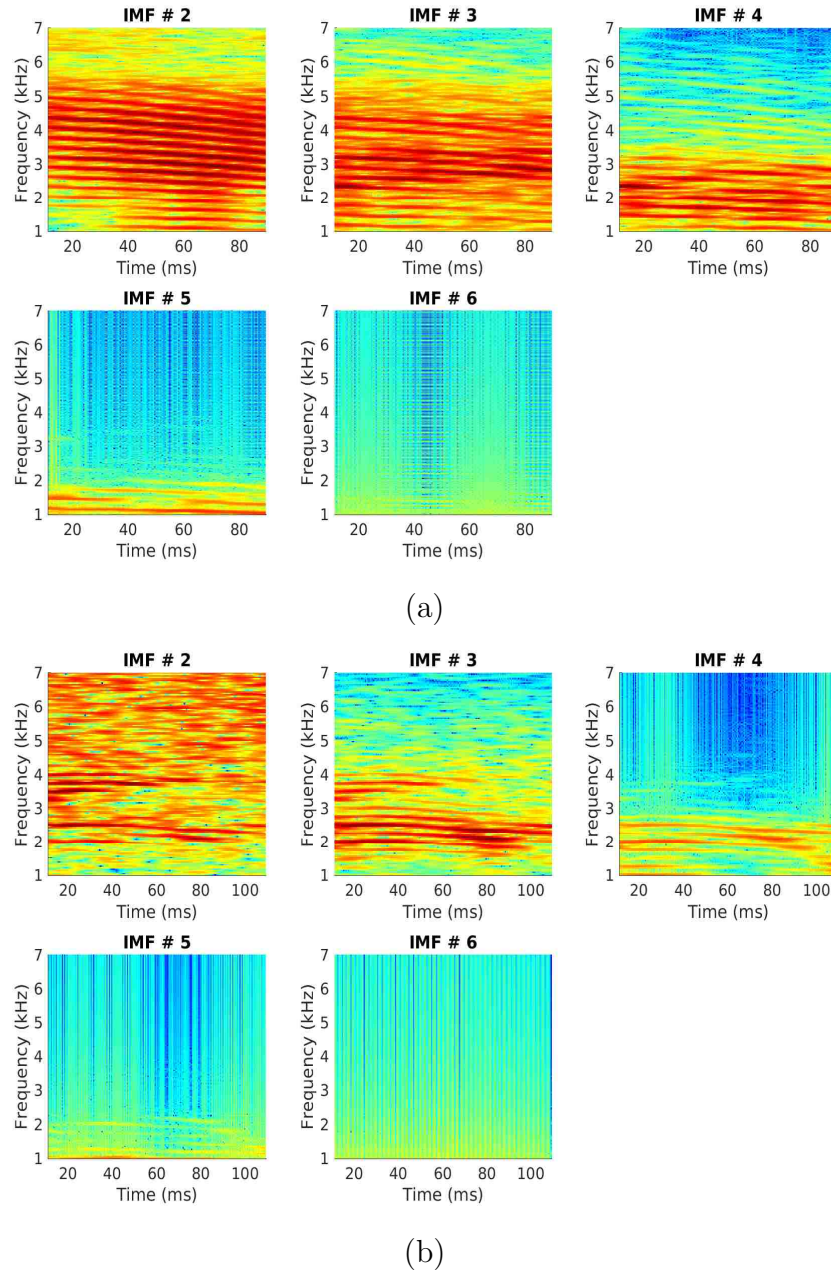 IMF # 2 IMF # 3 IMF # 4
Frequency (kHz) 7 6 5 4 3 2 1 Frequency (kHz) 7 6 5 4 3 2 1 Frequency (kHz) 7 6 5 4 3 2 1
20 40 60 80 20 40 60 80 20 40 60 80
Time (ms) Time (ms) Time (ms)
IMF # 5 IMF # 6
Frequency (kHz) 7 6 5 4 3 2 1 Frequency (kHz) 7 6 5 4 3 2 1
20 40 60 80 20 40 60 80
Time (ms) Time (ms)
(a)
IMF # 2 IMF # 3 IMF # 4
Frequency (kHz) 7 6 5 4 3 2 1 Frequency (kHz) 7 6 5 4 3 2 1 Frequency (kHz) 7 6 5 4 3 2 1
20 40 60 80 100 20 40 60 80 100 20 40 60 80 100
Time (ms) Time (ms) Time (ms)
IMF # 5 IMF # 6
Frequency (kHz) 7 6 5 4 3 2 1 Frequency (kHz) 7 6 5 4 3 2 1
20 40 60 80 100 20 40 60 80 100
Time (ms) Time (ms)
(b)